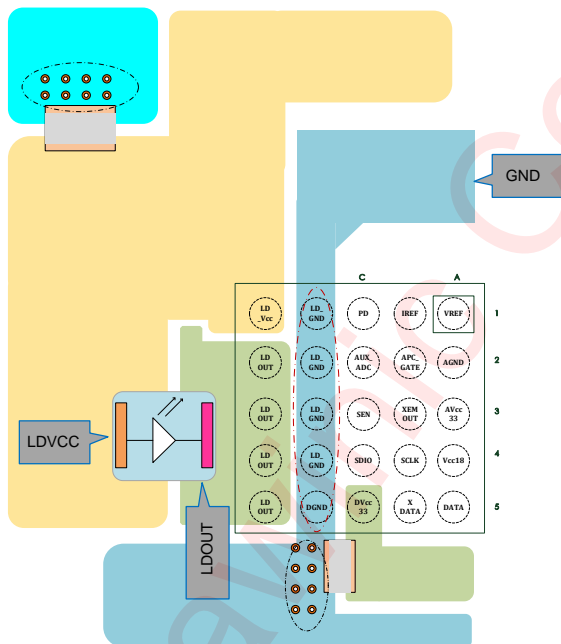 GND
C A
LD _Vcc LD_ GND PD IREF VREF 1
LD OUT LD_ GND AUX_ ADC APC_ GATE AGND 2
LD OUT LD_ GND SEN XEM OUT AVcc 33 3
LDVCC
LD OUT LD_ GND SDIO SCLK Vcc18 4
LD OUT DGND DVcc 33 X DATA DATA 5
LDOUT